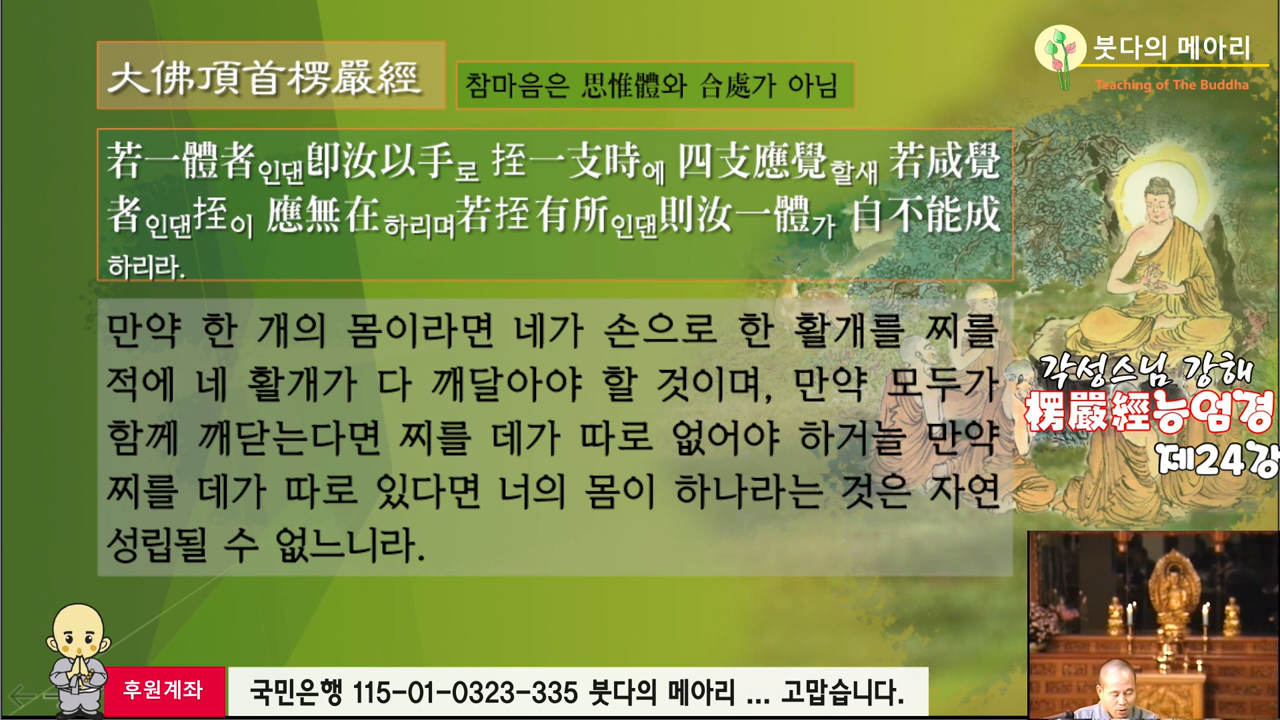 大佛頂首楞嚴經
참마음은 思惟體와 合處가 아님
붓다의 메아리
Teaching of The Buddha
若一體者인댄卽汝以手로 挃一支時에 四支應覺할새 若咸覺
者인댄挃이 應無在하리며若挃有所인댄則汝一體가 自不能成
하리라.
만약 한 개의 몸이라면 네가 손으로 한 활개를 찌를
적에 네 활개가 다 깨달아야 할 것이며, 만약 모두가
함께 깨닫는다면 찌를 데가 따로 없어야 하거늘 만약
찌를 데가 따로 있다면 너의 몸이 하나라는 것은 자연
성립될 수 없느니라.
각성스님 강해
楞嚴經능엄경
제24강
후원계좌
국민은행 115-01-0323-335 붓다의 메아리 ... 고맙습니다.